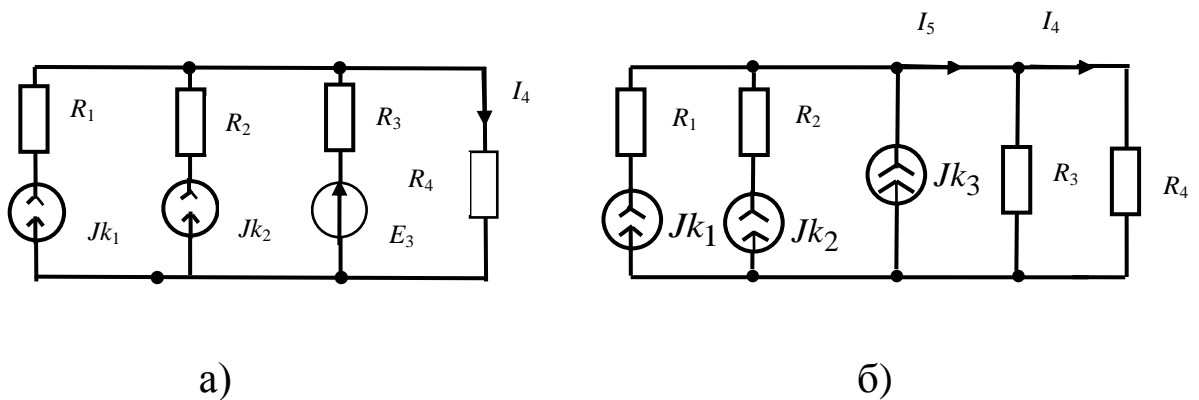 I5 I4
I4
R1 R2 R3 R4
Jk1 Jk2 E3
R1 R2 R3 R4
Jk1 Jk2 Jk3
а) б)